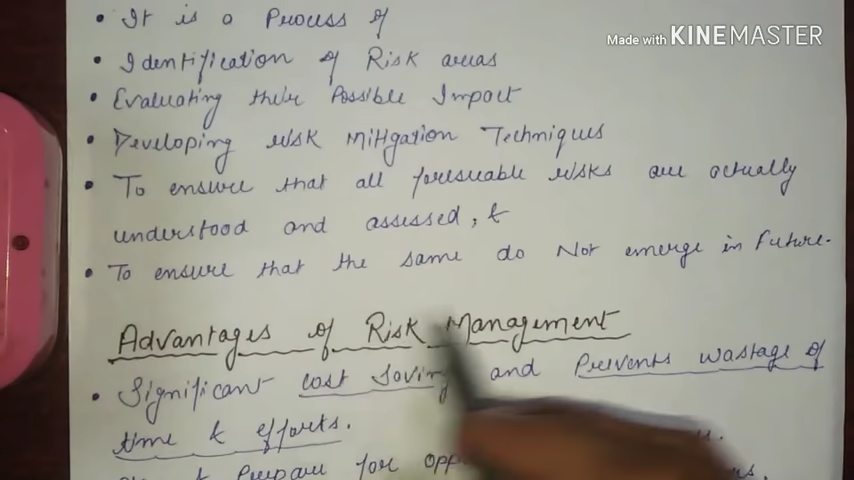 Made with KINEMASTER
• It is a Process of
• Identification of Risk areas
• Evaluating their Possible Impact
• Developing risk Mitigation Techniques
• To ensure that all foreseeable risks are actually
understood and assessed, &
• To ensure that the same do Not emerge in Future.
Advantages of Risk Management
• Significant cost Saving and Prevents wastage of
time & efforts.
& Prepare for